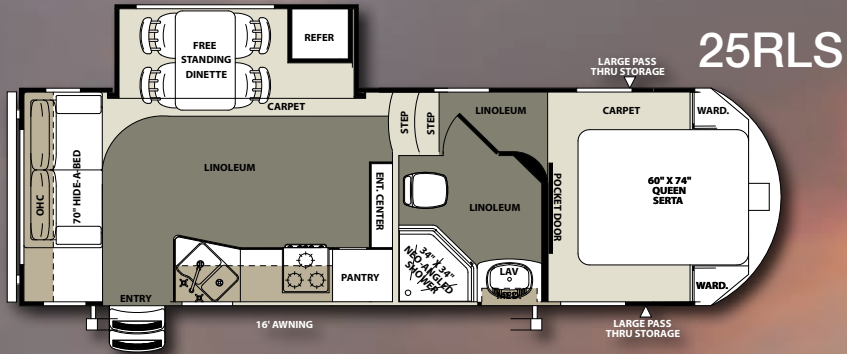 25RLS
FREE
STANDING
DINETTE
REFER
LARGE PASS
THRU STORAGE
CARPET
STEP
STEP
LINOLEUM
CARPET
WARD.
OHC
70" HIDE-A-BED
LINOLEUM
ENT. CENTER
LINOLEUM
POCKET DOOR
60" X 74"
QUEEN
SERTA
34" X 34"
NEO-ANGLED
SHOWER
PANTRY
LAV
MED.
WARD.
ENTRY
16' AWNING
LARGE PASS
THRU STORAGE